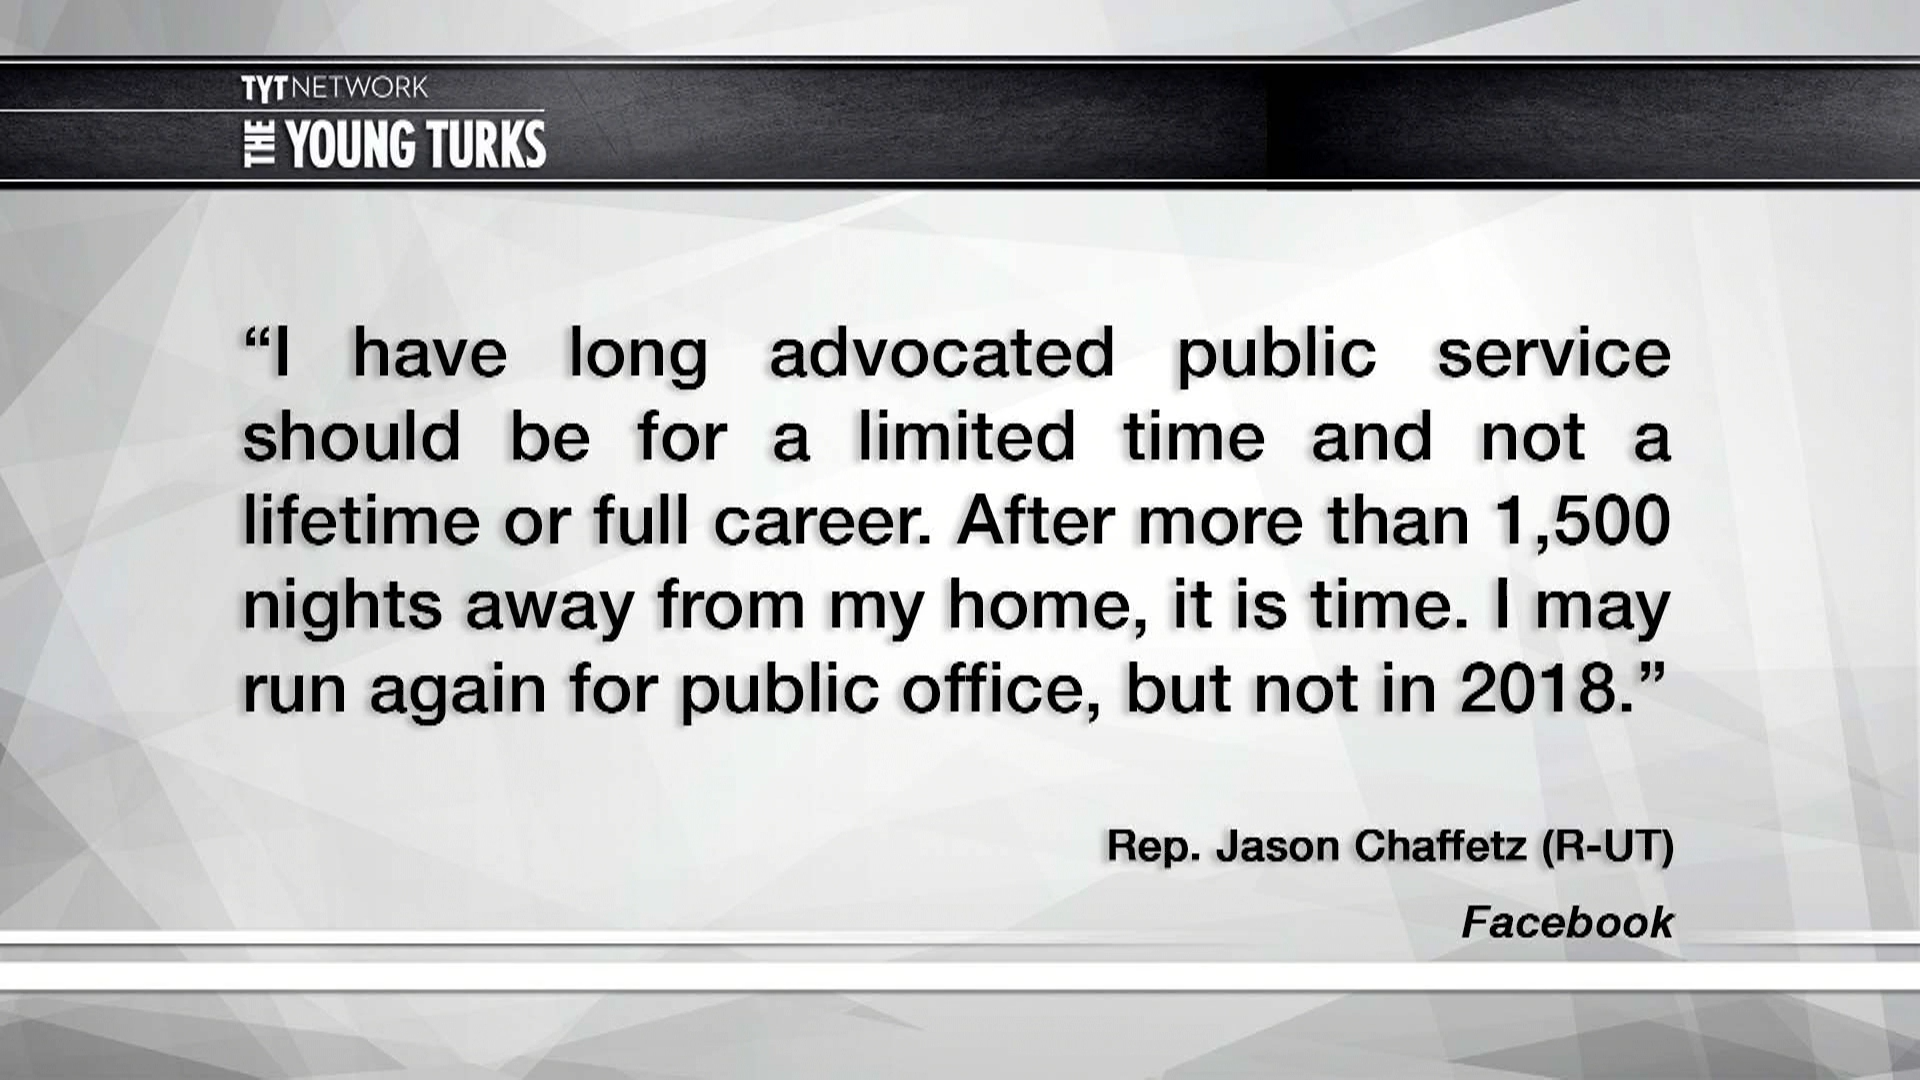 TYTNETWORK
THE YOUNG TURKS
“I have long advocated public service
should be for a limited time and not a
lifetime or full career. After more than 1,500
nights away from my home, it is time. I may
run again for public office, but not in 2018.”
Rep. Jason Chaffetz (R-UT)
Facebook